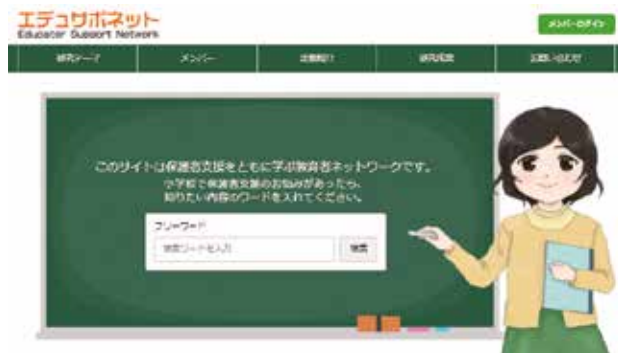 エデュサポネット
Educator Support Network
メンバーログイン
研究テーマ
メンバー
活動紹介
研究成果
お問い合わせ
このサイトは保護者支援をともに学ぶ教育者ネットワークです。
小学校で保護者支援のお悩みがあったら、
知りたい内容のワードを入れてください。
フリーワード
検索ワードを入力
検索